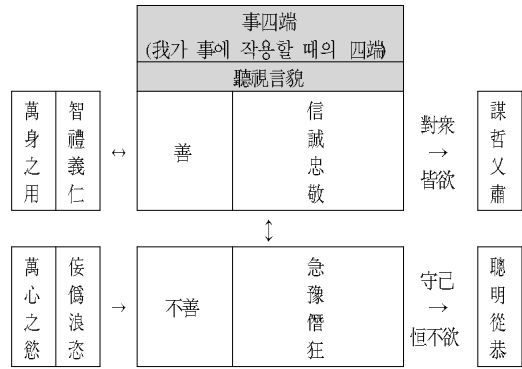 事四端
(我가 事에 작용할 때의 四端)
聽視言貌
萬 智 信 謀
身 禮 誠 對衆 哲
善
之 義 ↔ 忠 → 乂
用 仁 敬 皆欲 肅
↕
萬 侫 急 聰
心 僞 豫 守己 明
不善
之 浪 → 僭 → 從
慾 恣 狂 恒不欲 恭